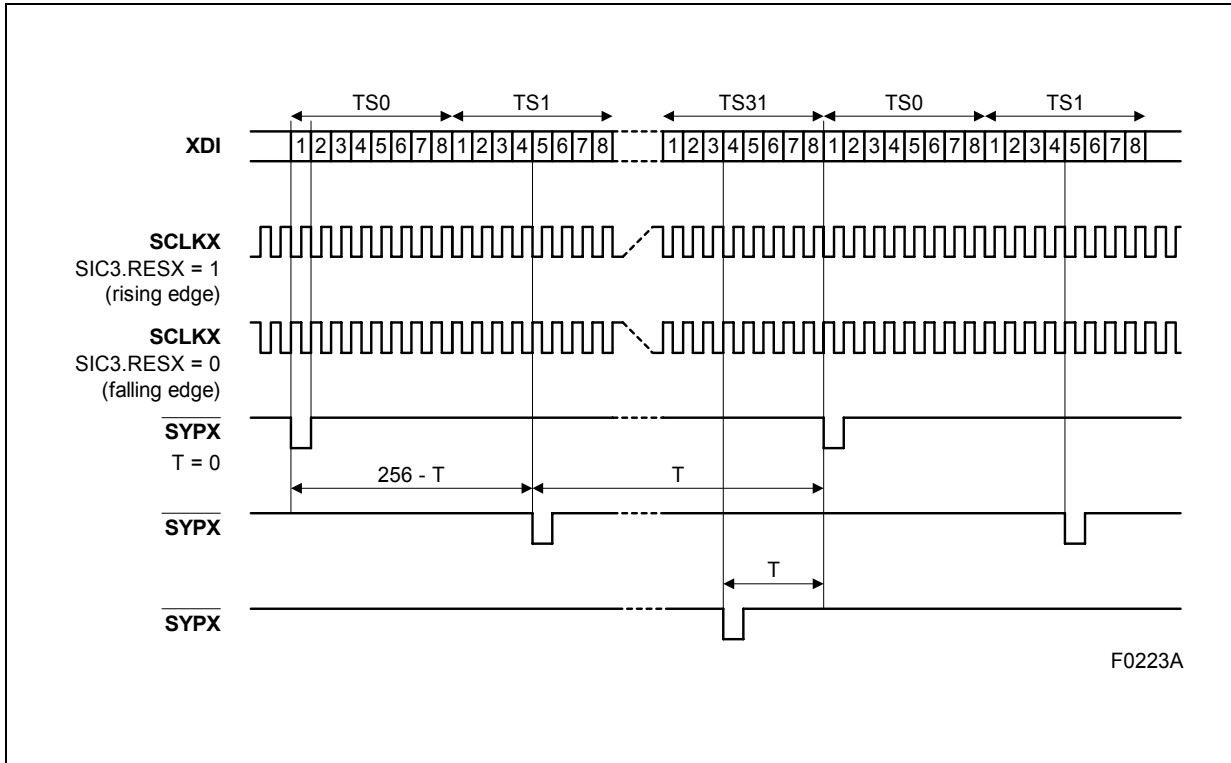 TS0 TS1 TS31 TS0 TS1
XDI 1 2 3 4 5 6 7 8 1 2 3 4 5 6 7 8 1 2 3 4 5 6 7 8 1 2 3 4 5 6 7 8 1 2 3 4 5 6 7 8
SCLKX
SIC3.RESX = 1
(rising edge)
SCLKX
SIC3.RESX = 0
(falling edge)
SYPX
T = 0
256 - T T
SYPX
T
SYPX
F0223A